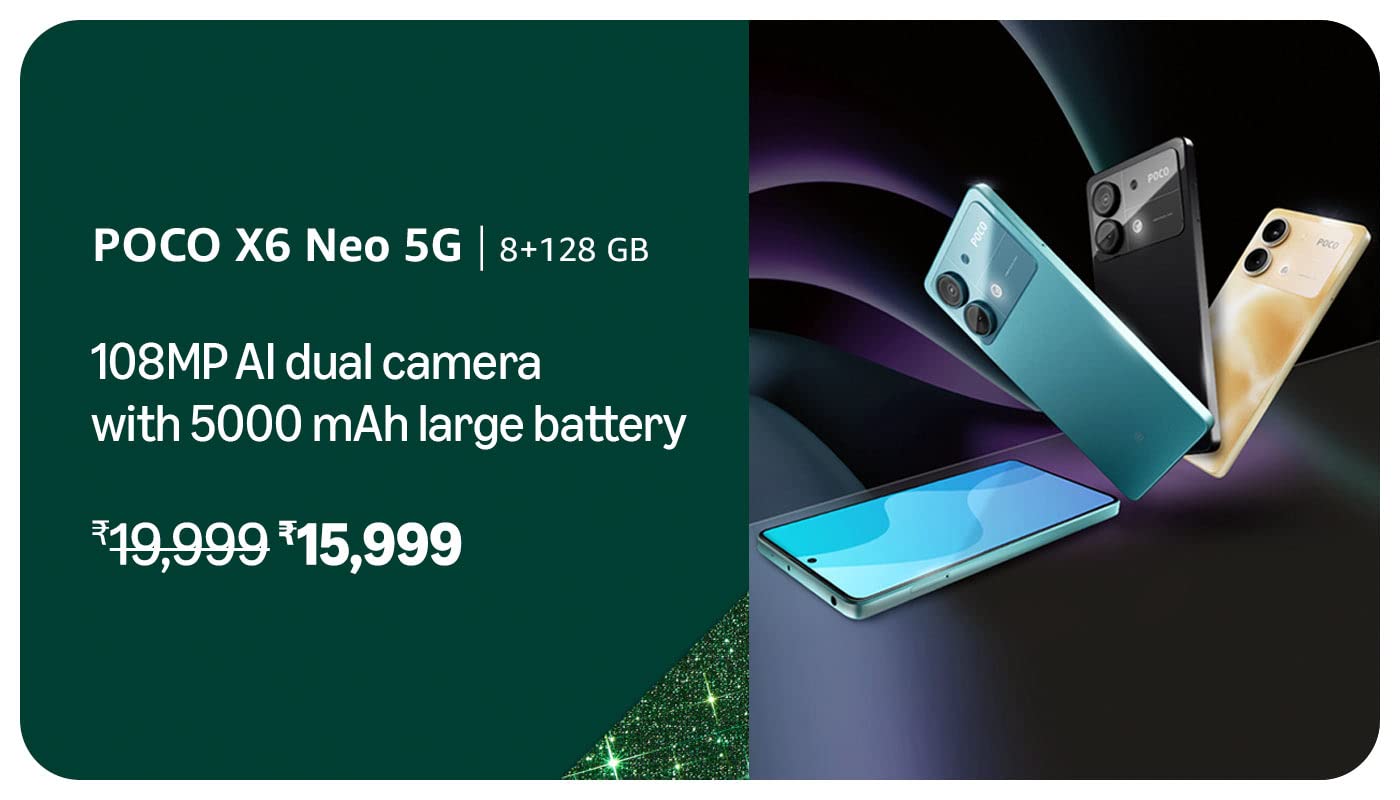 POCO X6 Neo 5G | 8+128 GB
108MP AI dual camera
with 5000 mAh large battery
₹19,999 ₹15,999
POCO
POCO
POCO